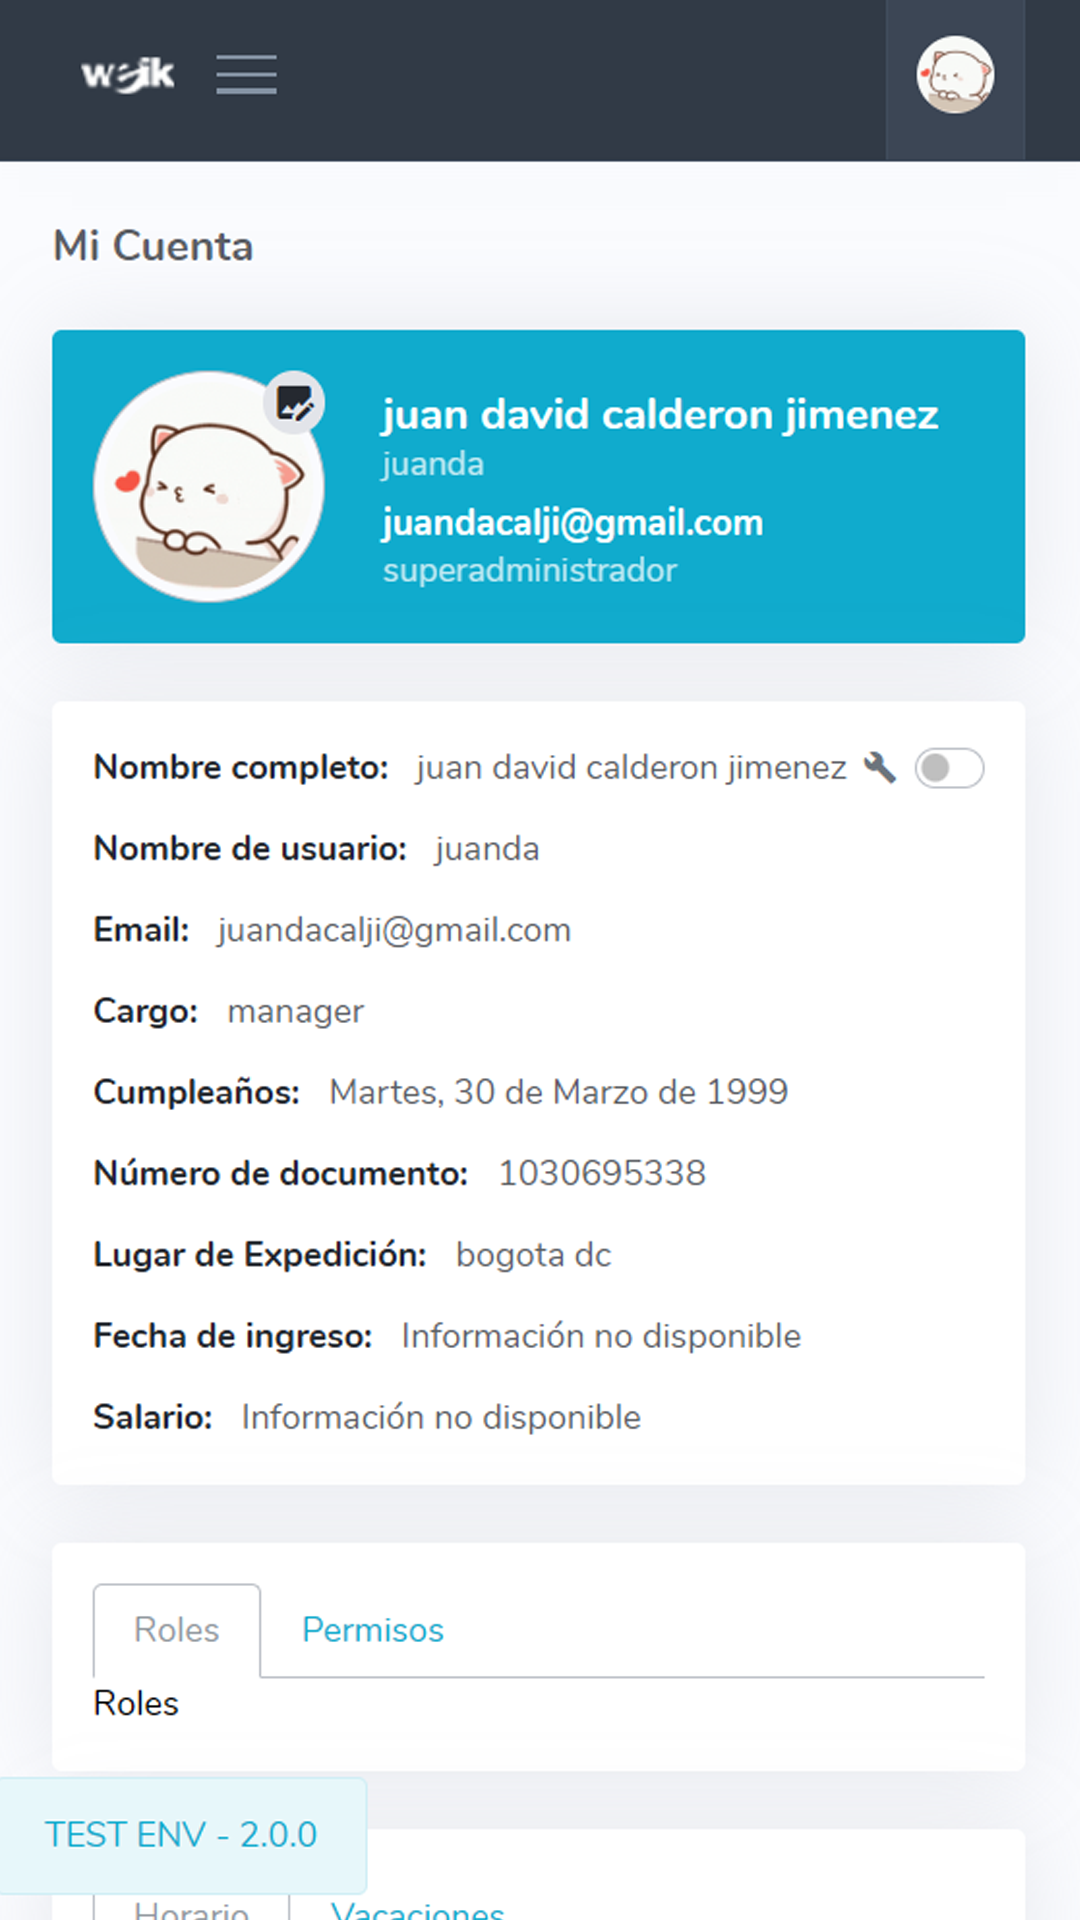 Mi Cuenta
juan david calderon jimenez
juanda
juandacalji@gmail.com
superadministrador
Nombre completo: juan david calderon jimenez
Nombre de usuario: juanda
Email: juandacalji@gmail.com
Cargo: manager
Cumpleaños: Martes, 30 de Marzo de 1999
Número de documento: 1030695338
Lugar de Expedición: bogota dc
Fecha de ingreso: Información no disponible
Salario: Información no disponible
Roles Permisos
Roles
TEST ENV - 2.0.0
Horario Vacaciones